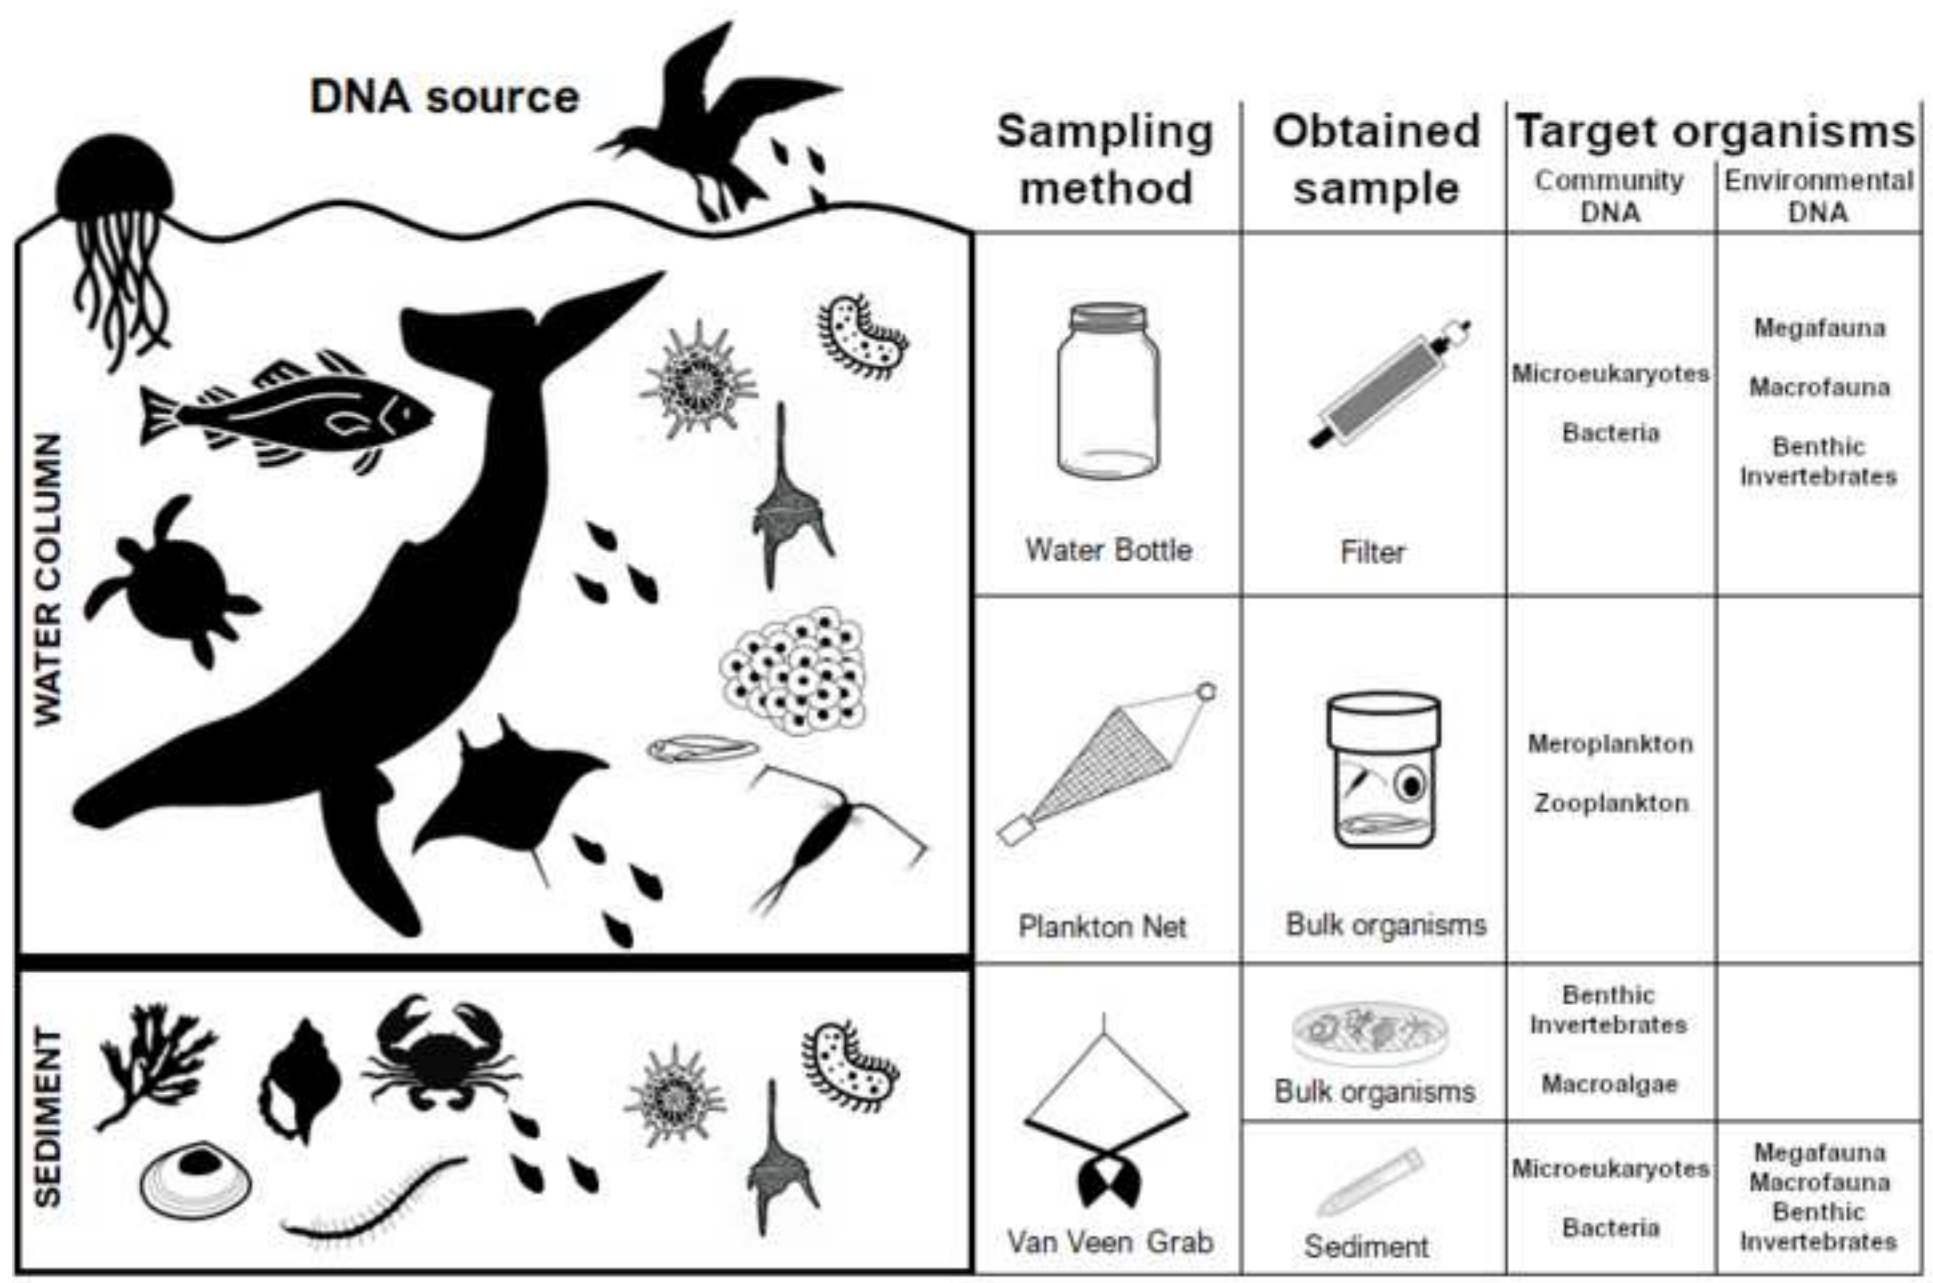 DNA source
Sampling
method
Obtained
sample
Target organisms
Community
DNA
Environmental
DNA
WATER COLUMN
Water Bottle
Filter
Microeukaryotes
Bacteria
Megafauna
Macrofauna
Benthic
Invertebrates
Plankton Net
Bulk organisms
Meroplankton
Zooplankton
SEDIMENT
Van Veen Grab
Bulk organisms
Benthic
Invertebrates
Macroalgae
Sediment
Microeukaryotes
Bacteria
Megafauna
Macrofauna
Benthic
Invertebrates